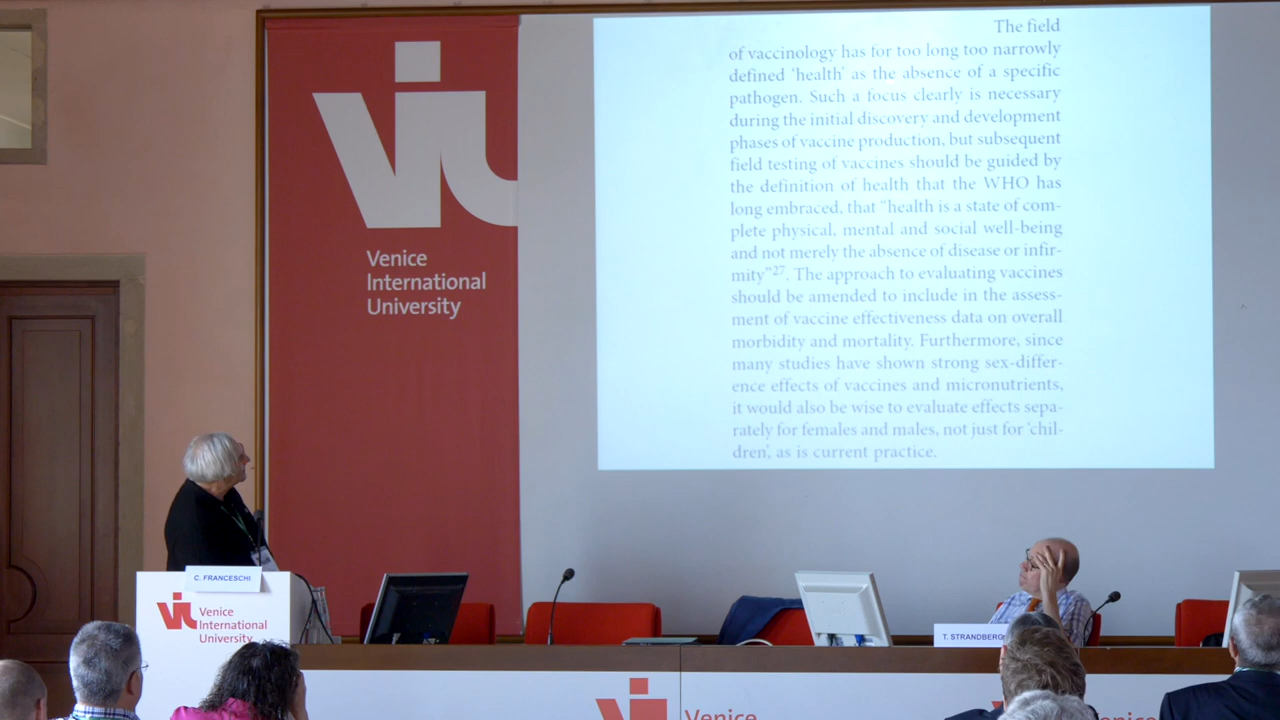 The field
of vaccinology has for too long too narrowly
defined ‘health’ as the absence of a specific
pathogen. Such a focus clearly is necessary
during the initial discovery and development
phases of vaccine production, but subsequent
field testing of vaccines should be guided by
the definition of health that the WHO has
long embraced, that “health is a state of com-
plete physical, mental and social well-being
and not merely the absence of disease or infir-
mity”27. The approach to evaluating vaccines
should be amended to include in the assess-
ment of vaccine effectiveness data on overall
morbidity and mortality. Furthermore, since
many studies have shown strong sex-differ-
ence effects of vaccines and micronutrients,
it would also be wise to evaluate effects sepa-
rately for females and males, not just for ‘chil-
dren’, as is current practice.
viu
Venice
International
University
C. FRANCESCHI
viu
Venice
International
University
T. STRANDBERG
Venice